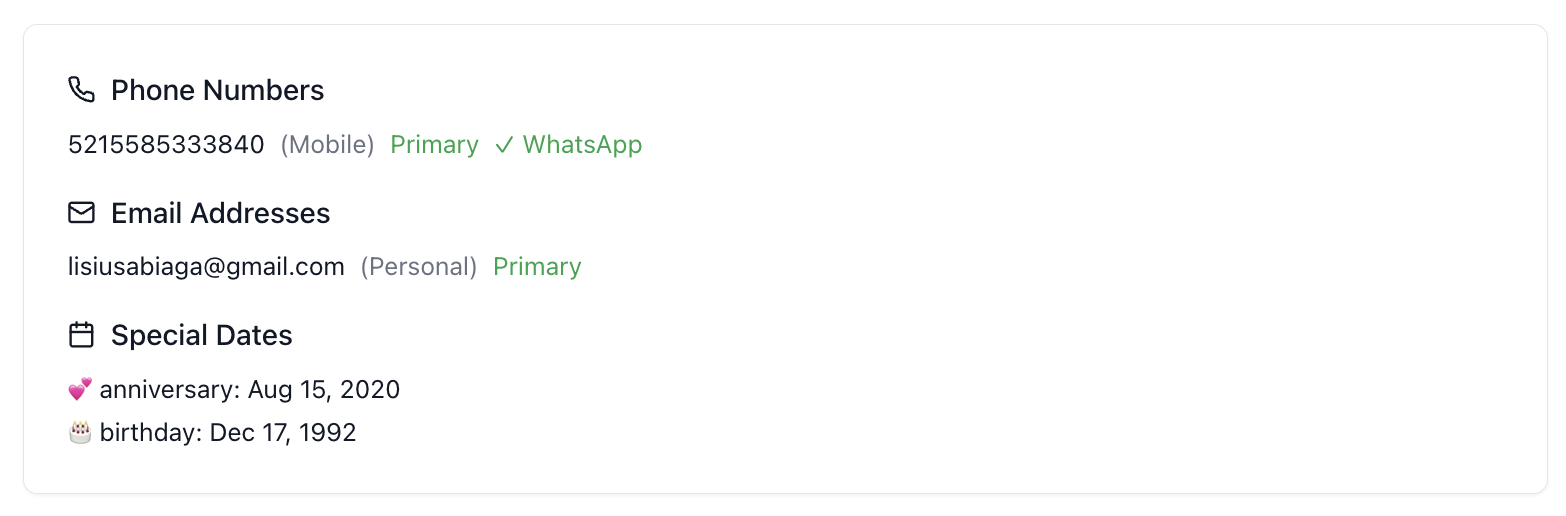 Phone Numbers
5215585333840 (Mobile) Primary ✓ WhatsApp
Email Addresses
lisiusabiaga@gmail.com (Personal) Primary
Special Dates
💕 anniversary: Aug 15, 2020
🎂 birthday: Dec 17, 1992